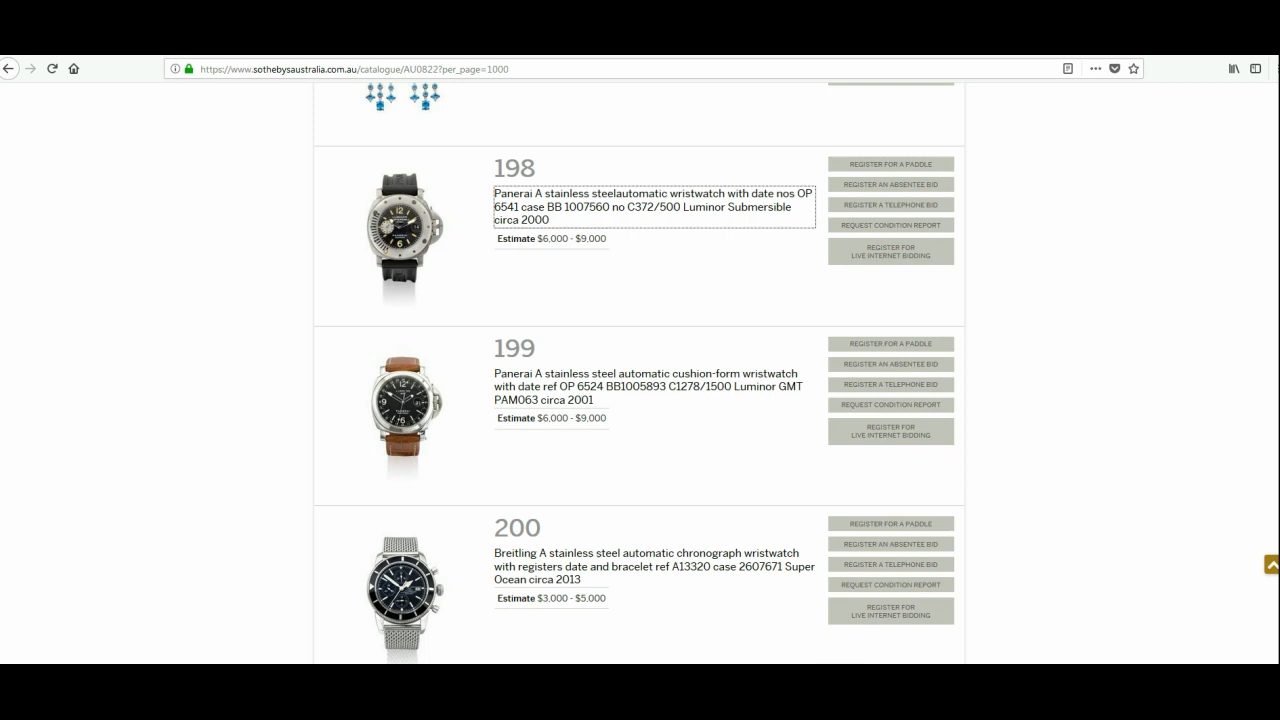 https://www.sothebysaustralia.com.au/catalogue/AU0822?per_page=1000
198
Panerai A stainless steelautomatic wristwatch with date nos OP
6541 case BB 1007560 no C372/500 Luminor Submersible
circa 2000
Estimate $6,000 - $9,000
REGISTER FOR A PADDLE
REGISTER AN ABSENTEE BID
REGISTER A TELEPHONE BID
REQUEST CONDITION REPORT
REGISTER FOR
LIVE INTERNET BIDDING
199
Panerai A stainless steel automatic cushion-form wristwatch
with date ref OP 6524 BB1005893 C1278/1500 Luminor GMT
PAM063 circa 2001
Estimate $6,000 - $9,000
REGISTER FOR A PADDLE
REGISTER AN ABSENTEE BID
REGISTER A TELEPHONE BID
REQUEST CONDITION REPORT
REGISTER FOR
LIVE INTERNET BIDDING
200
Breitling A stainless steel automatic chronograph wristwatch
with registers date and bracelet ref A13320 case 2607671 Super
Ocean circa 2013
Estimate $3,000 - $5,000
REGISTER FOR A PADDLE
REGISTER AN ABSENTEE BID
REGISTER A TELEPHONE BID
REQUEST CONDITION REPORT
REGISTER FOR
LIVE INTERNET BIDDING